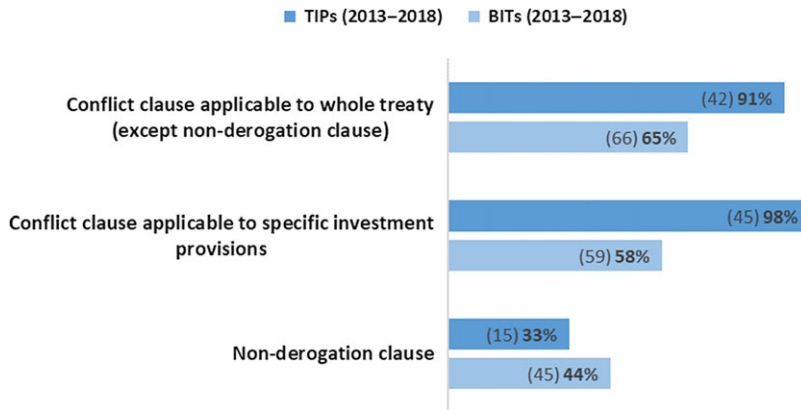 TIPs (2013–2018) BITs (2013–2018)
Conflict clause applicable to whole treaty
(except non-derogation clause)
(42) 91%
(66) 65%
Conflict clause applicable to specific investment
provisions
(45) 98%
(59) 58%
Non-derogation clause
(15) 33%
(45) 44%